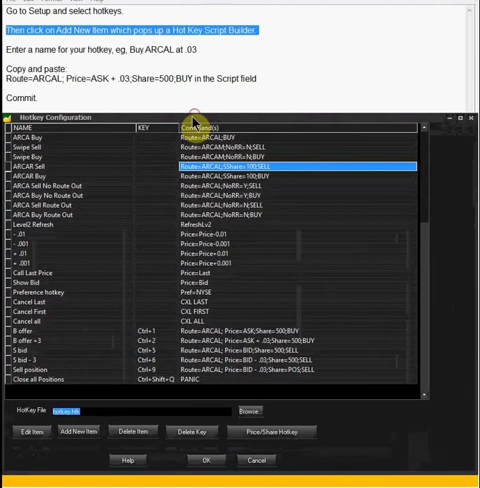 Go to Setup and select hotkeys.
Then click on Add New Item which pops up a Hot Key Script Builder.
Enter a name for your hotkey, eg, Buy ARCAL at .03
Copy and paste:
Route=ARCAL; Price=ASK + .03;Share=500;BUY in the Script field
Commit.
Hotkey Configuration
NAME KEY Command(s)
ARCA Buy Route=ARCAL;BUY
Swipe Sell Route=ARCAM;NoRR=N;SELL
Swipe Buy Route=ARCAM;NoRR=N;BUY
ARCAR Sell Route=ARCAL;SShare=100;SELL
ARCAR Buy Route=ARCAL;SShare=100;BUY
ARCA Sell No Route Out Route=ARCAL;NoRR=Y;SELL
ARCA Buy No Route Out Route=ARCAL;NoRR=Y;BUY
ARCA Sell Route Out Route=ARCAL;NoRR=N;SELL
ARCA Buy Route Out Route=ARCAL;NoRR=N;BUY
Level2 Refresh RefreshLv2
- .01 Price=Price-0.01
- .001 Price=Price-0.001
+ .01 Price=Price+0.01
+ .001 Price=Price+0.001
Call Last Price Price=Last
Show Bid Price=Bid
Preference hotkey Pref=NYSE
Cancel Last CXL LAST
Cancel First CXL FIRST
Cancel all CXL ALL
B offer Ctrl+1 Route=ARCAL; Price=ASK;Share=500;BUY
B offer +3 Ctrl+2 Route=ARCAL; Price=ASK + .03;Share=500;BUY
S bid Ctrl+5 Route=ARCAL; Price=BID;Share=500;SELL
S bid - 3 Ctrl+6 Route=ARCAL; Price=BID - .03;Share=500;SELL
Sell position Ctrl+9 Route=ARCAL; Price=BID - .03;Share=POS;SELL
Close all Positions Ctrl+Shift+Q PANIC
HotKey File hotkey.htk Browse
Edit Item Add New Item Delete Item Delete Key Price/Share Hotkey
Help OK Cancel